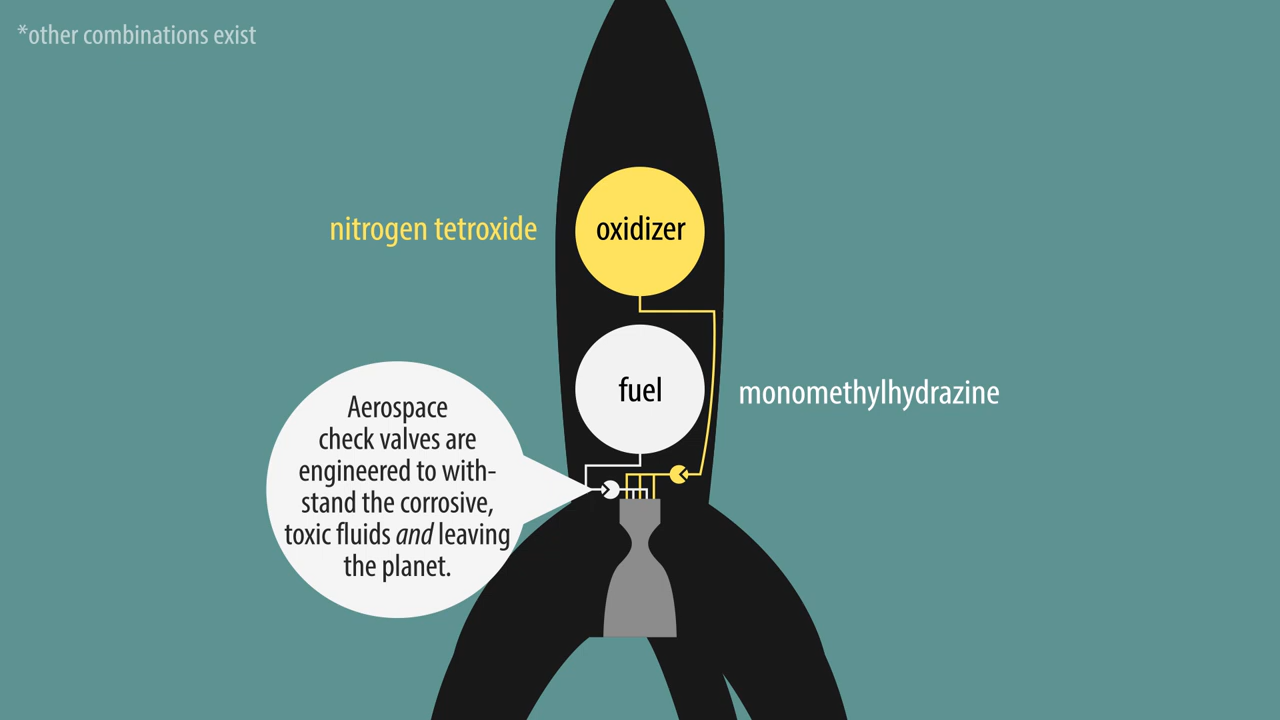 *other combinations exist
nitrogen tetroxide
oxidizer
fuel
monomethylhydrazine
Aerospace
check valves are
engineered to with-
stand the corrosive,
toxic fluids and leaving
the planet.